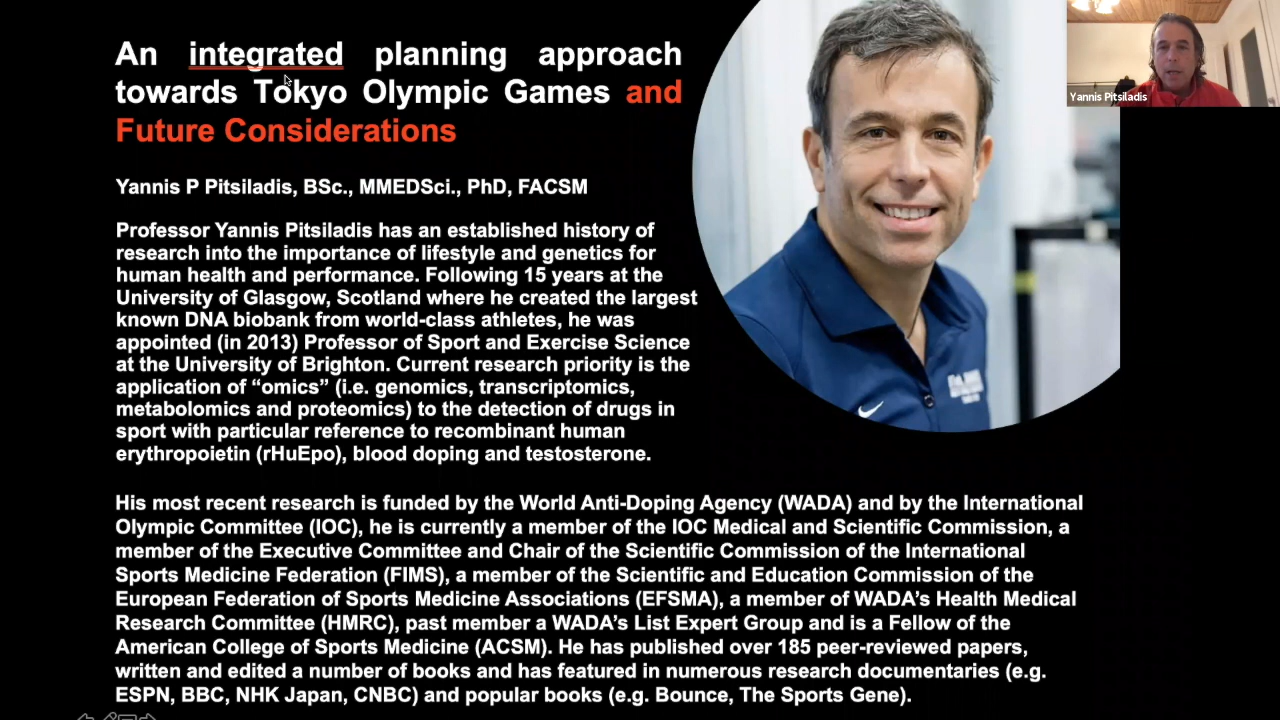 An integrated planning approach
towards Tokyo Olympic Games and
Future Considerations
Yannis P Pitsiladis, BSc., MMEDSci., PhD, FACSM
Professor Yannis Pitsiladis has an established history of
research into the importance of lifestyle and genetics for
human health and performance. Following 15 years at the
University of Glasgow, Scotland where he created the largest
known DNA biobank from world-class athletes, he was
appointed (in 2013) Professor of Sport and Exercise Science
at the University of Brighton. Current research priority is the
application of “omics” (i.e. genomics, transcriptomics,
metabolomics and proteomics) to the detection of drugs in
sport with particular reference to recombinant human
erythropoietin (rHuEpo), blood doping and testosterone.
His most recent research is funded by the World Anti-Doping Agency (WADA) and by the International
Olympic Committee (IOC), he is currently a member of the IOC Medical and Scientific Commission, a
member of the Executive Committee and Chair of the Scientific Commission of the International
Sports Medicine Federation (FIMS), a member of the Scientific and Education Commission of the
European Federation of Sports Medicine Associations (EFSMA), a member of WADA’s Health Medical
Research Committee (HMRC), past member a WADA’s List Expert Group and is a Fellow of the
American College of Sports Medicine (ACSM). He has published over 185 peer-reviewed papers,
written and edited a number of books and has featured in numerous research documentaries (e.g.
ESPN, BBC, NHK Japan, CNBC) and popular books (e.g. Bounce, The Sports Gene).
Yannis Pitsiladis